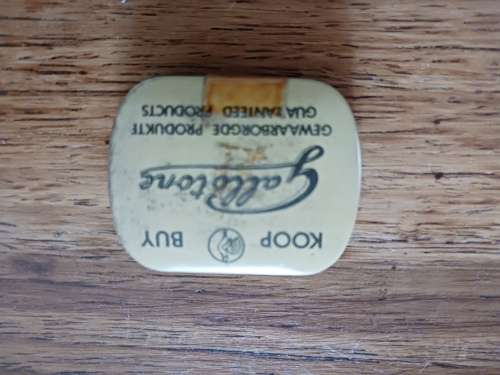 KOOP BUY
Gallotone
GEWAARBORGDE PRODUKTE
GUARANTEED PRODUCTS